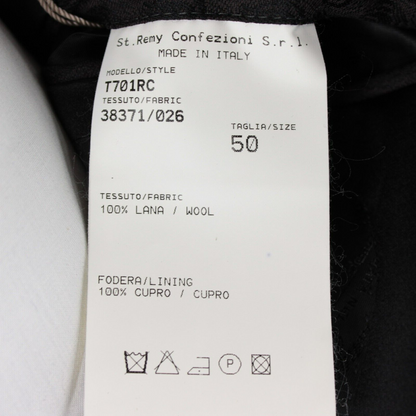 St.Remy Confezioni S.r.l.
MADE IN ITALY
MODELLO/STYLE
T701RC
TESSUTO/FABRIC
38371/026
TAGLIA/SIZE
50
TESSUTO/FABRIC
100% LANA / WOOL
FODERA/LINING
100% CUPRO / CUPRO
P